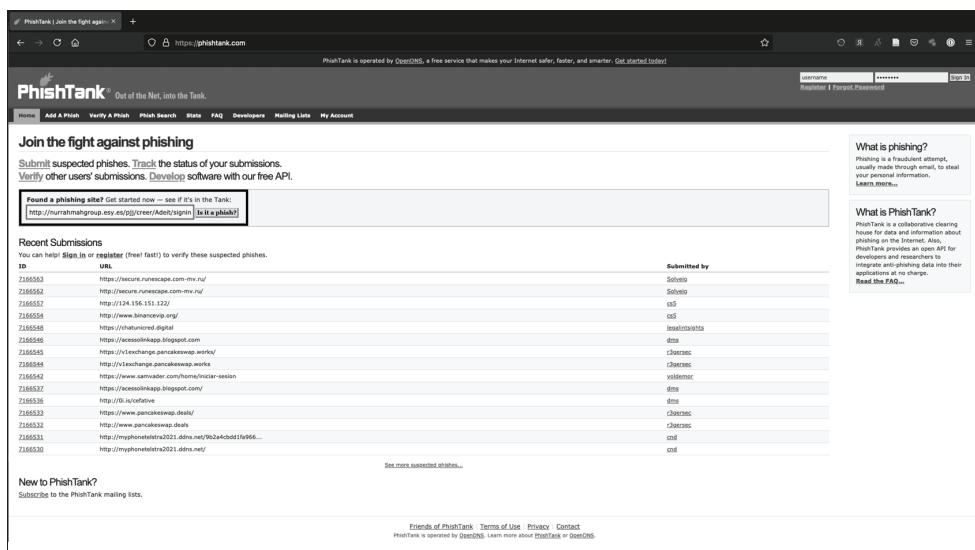 PhishTank | Join the fight agains
https://phishtank.com
PhishTank is operated by OpenDNS, a free service that makes your Internet safer, faster, and smarter. Get started today!
username
Sign In
Register | Forgot Password
PhishTank® Out of the Net, into the Tank.
Home Add A Phish Verify A Phish Phish Search Stats FAQ Developers Mailing Lists My Account
Join the fight against phishing
Submit suspected phishes. Track the status of your submissions.
Verify other users' submissions. Develop software with our free API.
Found a phishing site? Get started now — see if it's in the Tank:
http://nurrahmahgroup.esy.es/pjj/creer/Adeit/signin Is it a phish?
Recent Submissions
You can help! Sign in or register (free! fast!) to verify these suspected phishes.
ID URL Submitted by
7166563 https://secure.runescape.com-mv.ru/ Solveig
7166562 http://secure.runescape.com-mv.ru/ Solveig
7166557 http://124.156.151.122/ cs5
7166554 http://www.binancevip.org/ cs5
7166548 https://chatunicred.digital legalintsights
7166546 https://acessolinkapp.blogspot.com dms
7166545 https://v1exchange.pancakeswap.works/ r3gersec
7166544 http://v1exchange.pancakeswap.works r3gersec
7166542 https://www.samvader.com/home/iniciar-sesion voldemor
7166537 https://acessolinkapp.blogspot.com/ dms
7166536 http://0i.is/cefative dms
7166533 https://www.pancakeswap.deals/ r3gersec
7166532 http://www.pancakeswap.deals r3gersec
7166531 http://myphonetelstra2021.ddns.net/9b2a4cbdd1fa966... cnd
7166530 http://myphonetelstra2021.ddns.net/ cnd
See more suspected phishes...
New to PhishTank?
Subscribe to the PhishTank mailing lists.
What is phishing?
Phishing is a fraudulent attempt,
usually made through email, to steal
your personal information.
Learn more...
What is PhishTank?
PhishTank is a collaborative clearing
house for data and information about
phishing on the Internet. Also,
PhishTank provides an open API for
developers and researchers to
integrate anti-phishing data into their
applications at no charge.
Read the FAQ...
Friends of PhishTank | Terms of Use | Privacy | Contact
PhishTank is operated by OpenDNS. Learn more about PhishTank or OpenDNS.